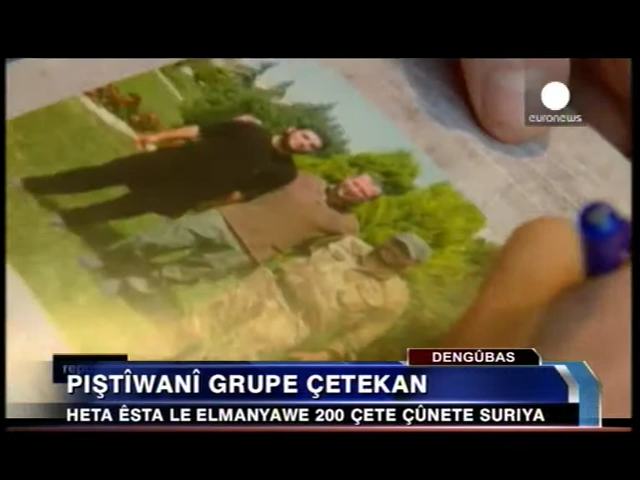 euronews
DENGÛBAS
PIŞTÎWANÎ GRUPE ÇETEKAN
HETA ÊSTA LE ELMANYAWE 200 ÇETE ÇÛNETE SURIYA